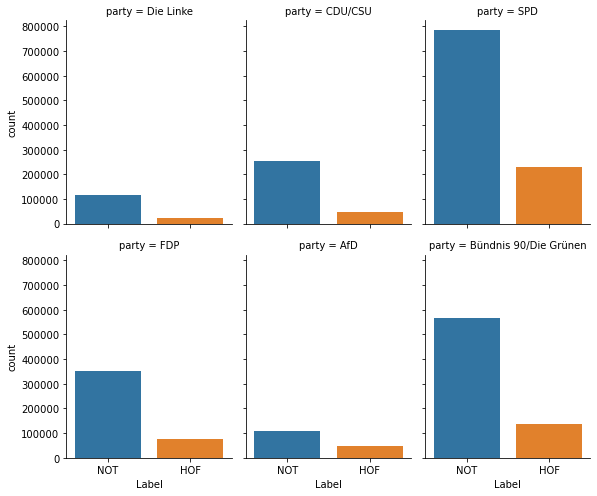 party = Die Linke
party = CDU/CSU
party = SPD
800000
700000
600000
500000
400000
300000
200000
100000
0
count
party = FDP
party = AfD
party = Bündnis 90/Die Grünen
800000
700000
600000
500000
400000
300000
200000
100000
0
count
NOT HOF
NOT HOF
NOT HOF
Label
Label
Label